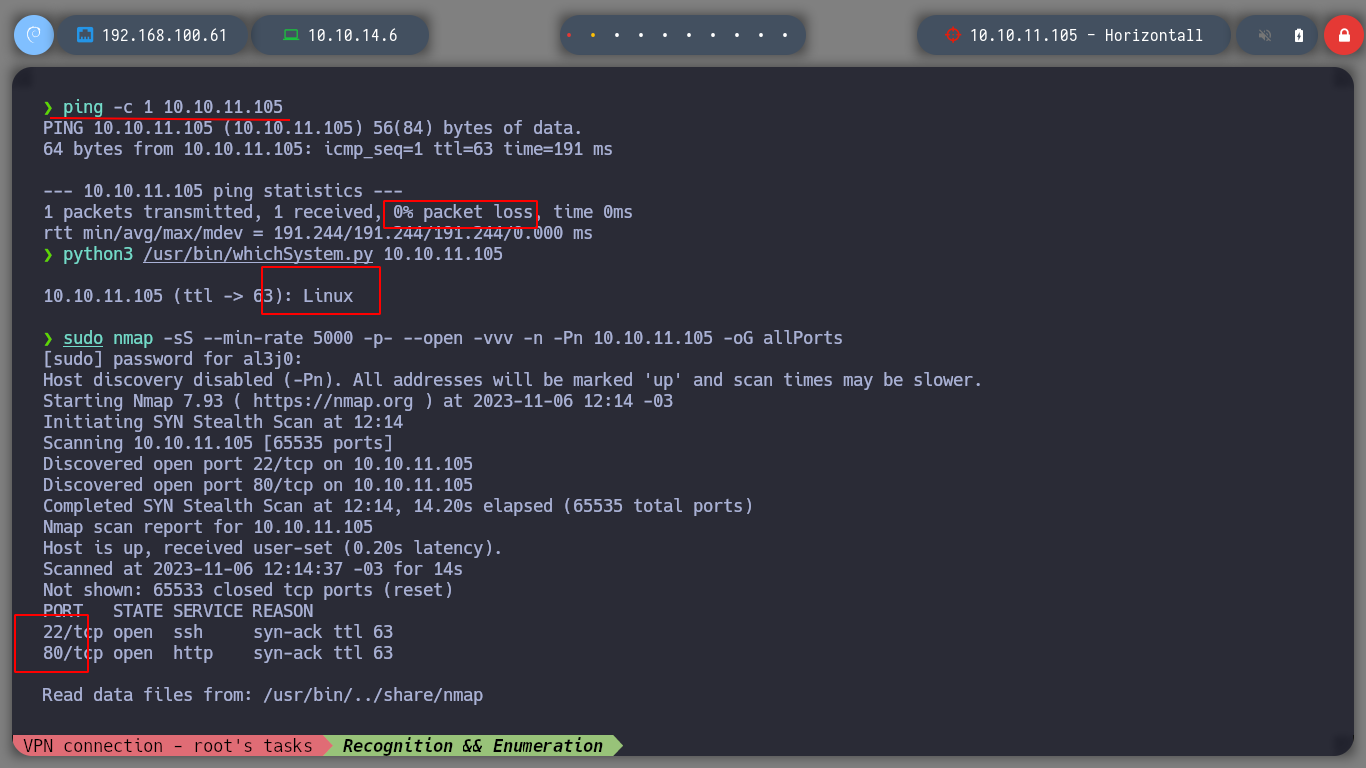 192.168.100.61 10.10.14.6 10.10.11.105 - Horizontall
❯ ping -c 1 10.10.11.105
PING 10.10.11.105 (10.10.11.105) 56(84) bytes of data.
64 bytes from 10.10.11.105: icmp_seq=1 ttl=63 time=191 ms
--- 10.10.11.105 ping statistics ---
1 packets transmitted, 1 received, 0% packet loss, time 0ms
rtt min/avg/max/mdev = 191.244/191.244/191.244/0.000 ms
❯ python3 /usr/bin/whichSystem.py 10.10.11.105
10.10.11.105 (ttl -> 63): Linux
❯ sudo nmap -sS --min-rate 5000 -p- --open -vvv -n -Pn 10.10.11.105 -oG allPorts
[sudo] password for al3j0:
Host discovery disabled (-Pn). All addresses will be marked 'up' and scan times may be slower.
Starting Nmap 7.93 ( https://nmap.org ) at 2023-11-06 12:14 -03
Initiating SYN Stealth Scan at 12:14
Scanning 10.10.11.105 [65535 ports]
Discovered open port 22/tcp on 10.10.11.105
Discovered open port 80/tcp on 10.10.11.105
Completed SYN Stealth Scan at 12:14, 14.20s elapsed (65535 total ports)
Nmap scan report for 10.10.11.105
Host is up, received user-set (0.20s latency).
Scanned at 2023-11-06 12:14:37 -03 for 14s
Not shown: 65533 closed tcp ports (reset)
PORT   STATE SERVICE REASON
22/tcp open  ssh     syn-ack ttl 63
80/tcp open  http    syn-ack ttl 63
Read data files from: /usr/bin/../share/nmap
VPN connection - root's tasks Recognition && Enumeration